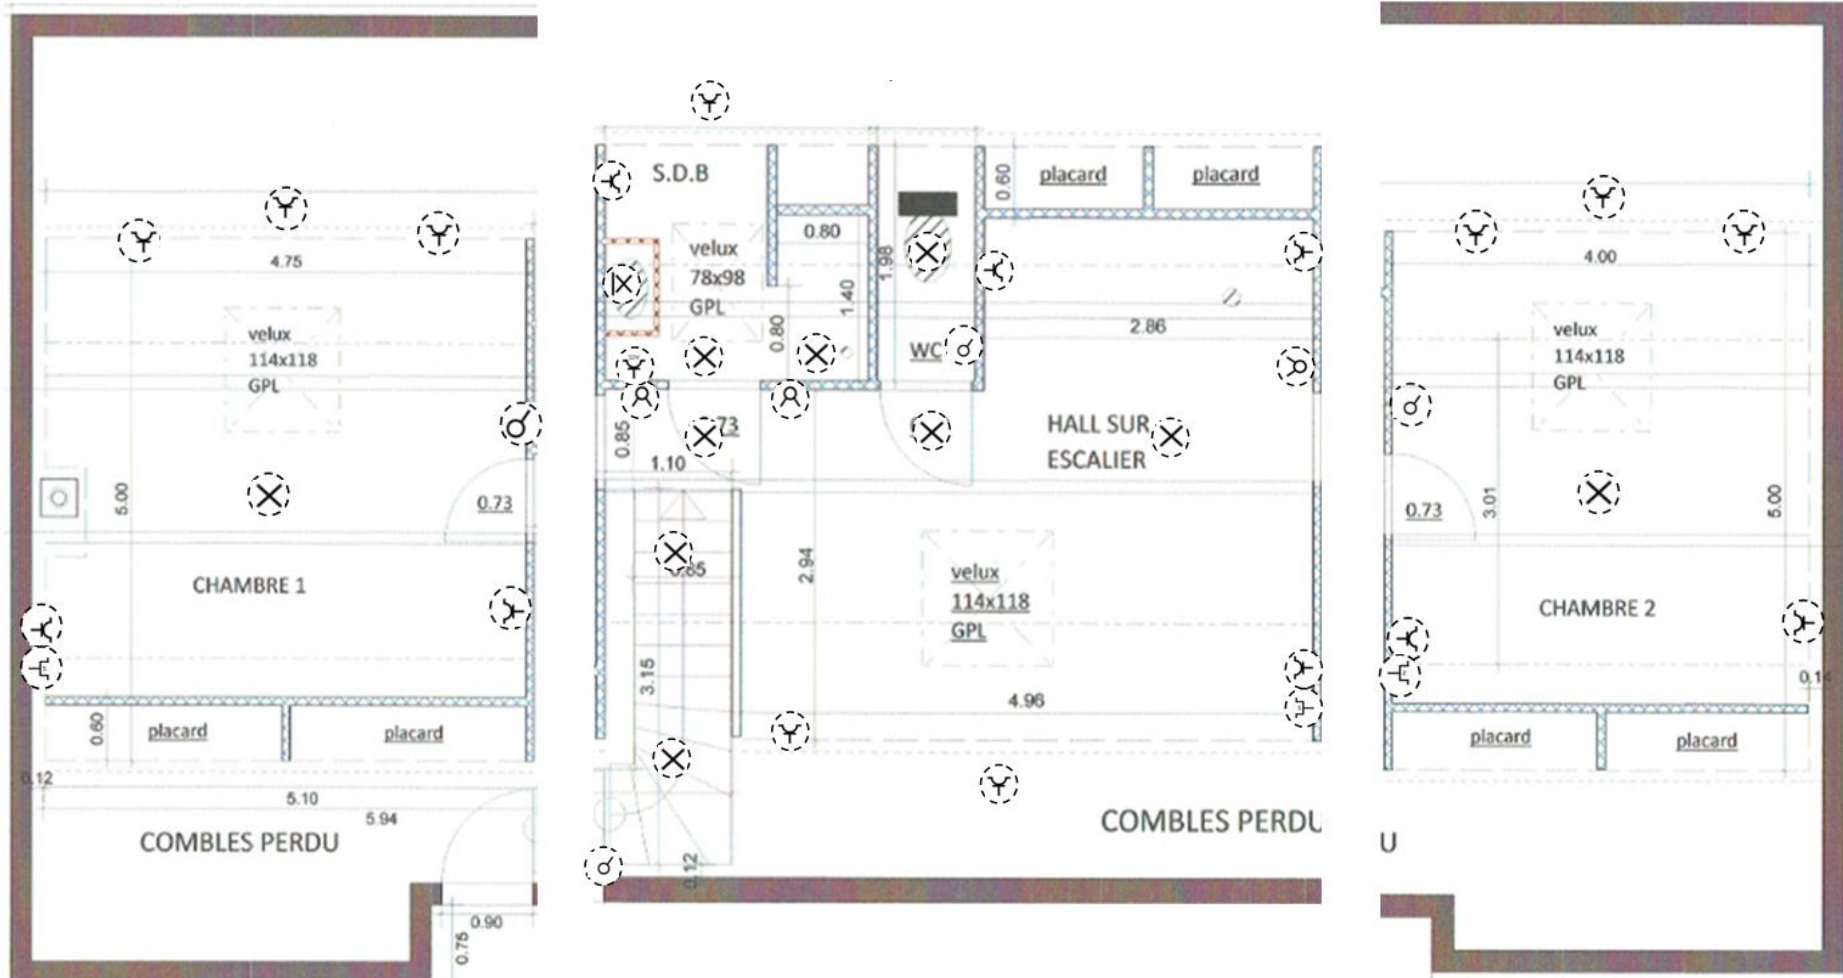 4.75
velux
114x118
GPL
5.00
0.73
CHAMBRE 1
0.60
placard
placard
0.12
5.10
5.94
COMBLES PERDU
0.90
0.75
S.D.B
placard
placard
0.60
0.80
velux
78x98
GPL
1.98
1.40
0.80
2.86
WC
0.85
73
HALL SUR
ESCALIER
1.10
2.94
velux
114x118
GPL
3.15
4.96
COMBLES PERDU
0.12
4.00
velux
114x118
GPL
3.01
5.00
0.73
CHAMBRE 2
0.14
placard
placard
U